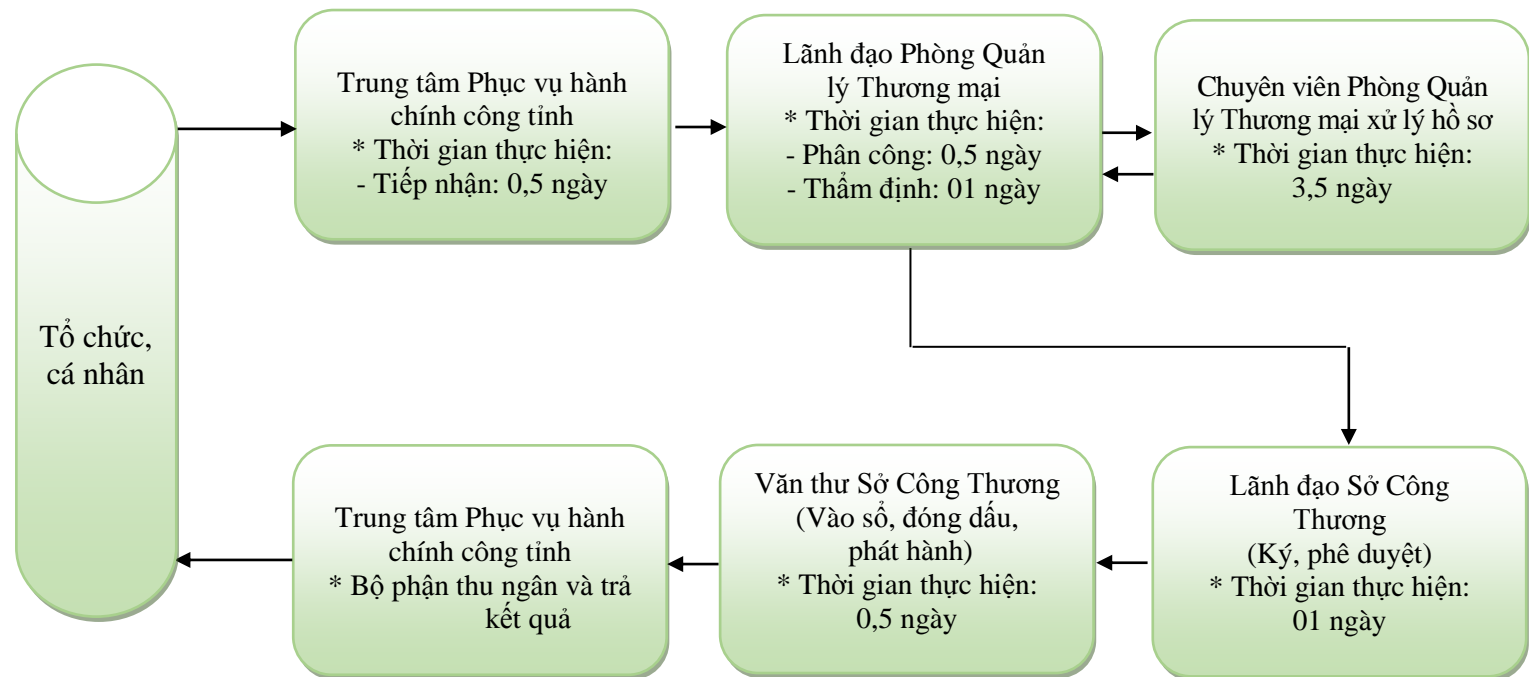 Tổ chức,
cá nhân
Trung tâm Phục vụ hành
chính công tỉnh
* Thời gian thực hiện:
- Tiếp nhận: 0,5 ngày
Lãnh đạo Phòng Quản
lý Thương mại
* Thời gian thực hiện:
- Phân công: 0,5 ngày
- Thẩm định: 01 ngày
Chuyên viên Phòng Quản
lý Thương mại xử lý hồ sơ
* Thời gian thực hiện:
3,5 ngày
Lãnh đạo Sở Công
Thương
(Ký, phê duyệt)
* Thời gian thực hiện:
01 ngày
Văn thư Sở Công Thương
(Vào sổ, đóng dấu,
phát hành)
* Thời gian thực hiện:
0,5 ngày
Trung tâm Phục vụ hành
chính công tỉnh
* Bộ phận thu ngân và trả
kết quả